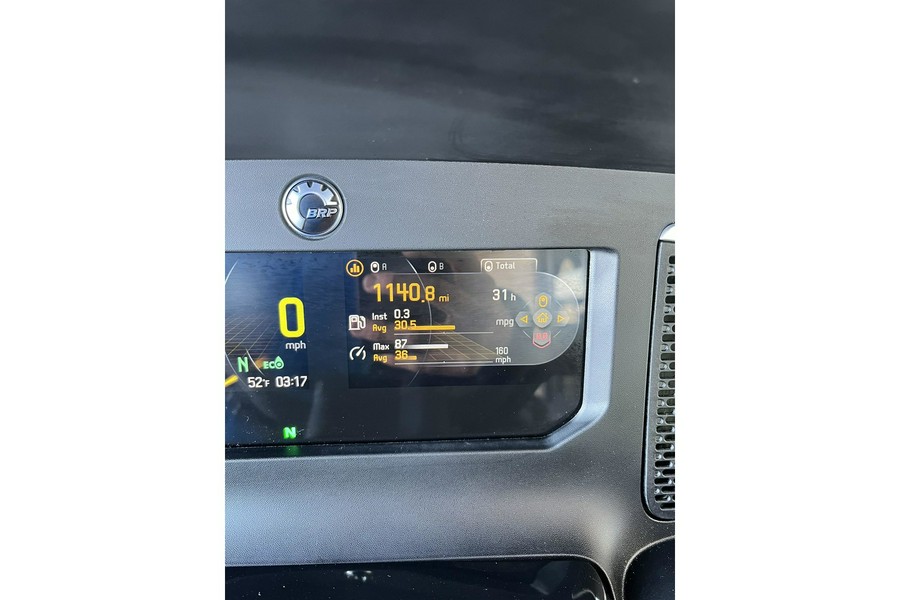 BRP
A B Total
1140.8 mi 31 h
0
mph
Inst 0.3
Avg 30.5 mpg
N ECO
Max 87
Avg 36
160
mph
52°F 03:17
N